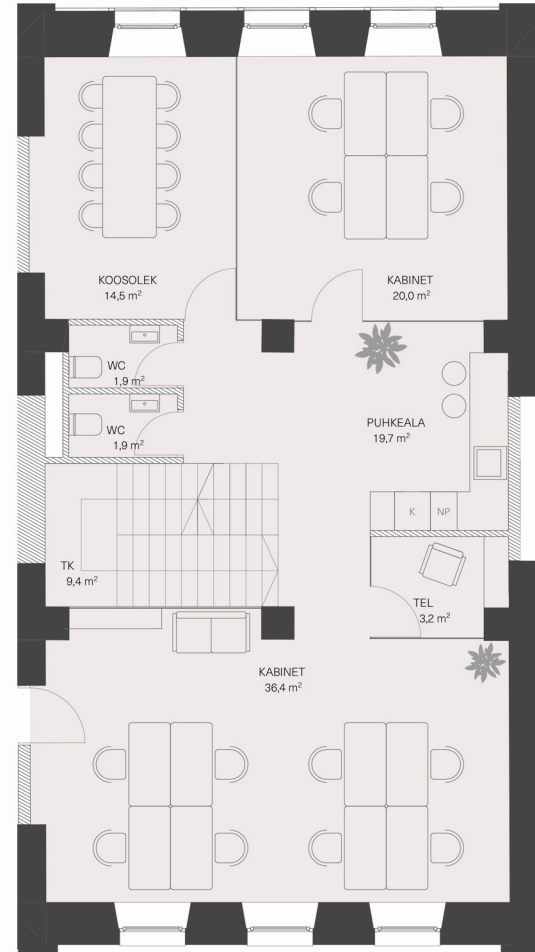 KOOSOLEK
14,5 m²
KABINET
20,0 m²
WC
1,9 m²
WC
1,9 m²
PUHKEALA
19,7 m²
K
NP
TK
9,4 m²
TEL
3,2 m²
KABINET
36,4 m²